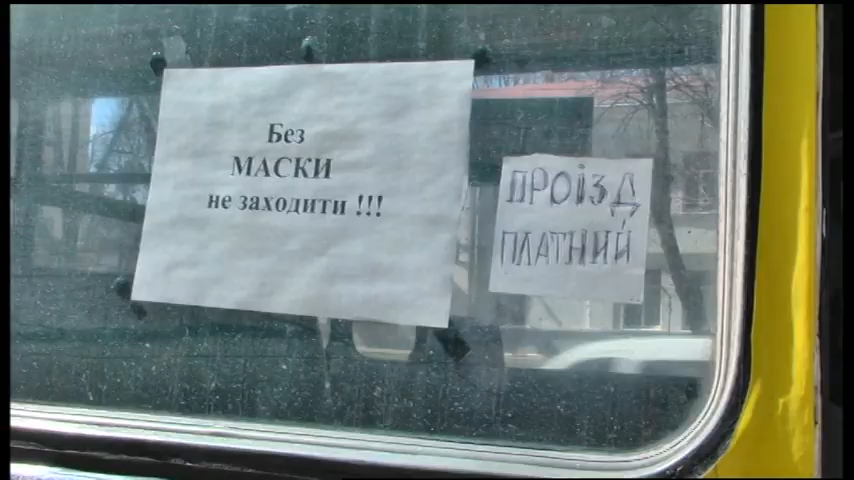 Без
МАСКИ
не заходити !!!
ПРОЇЗД
ПЛАТНИЙ